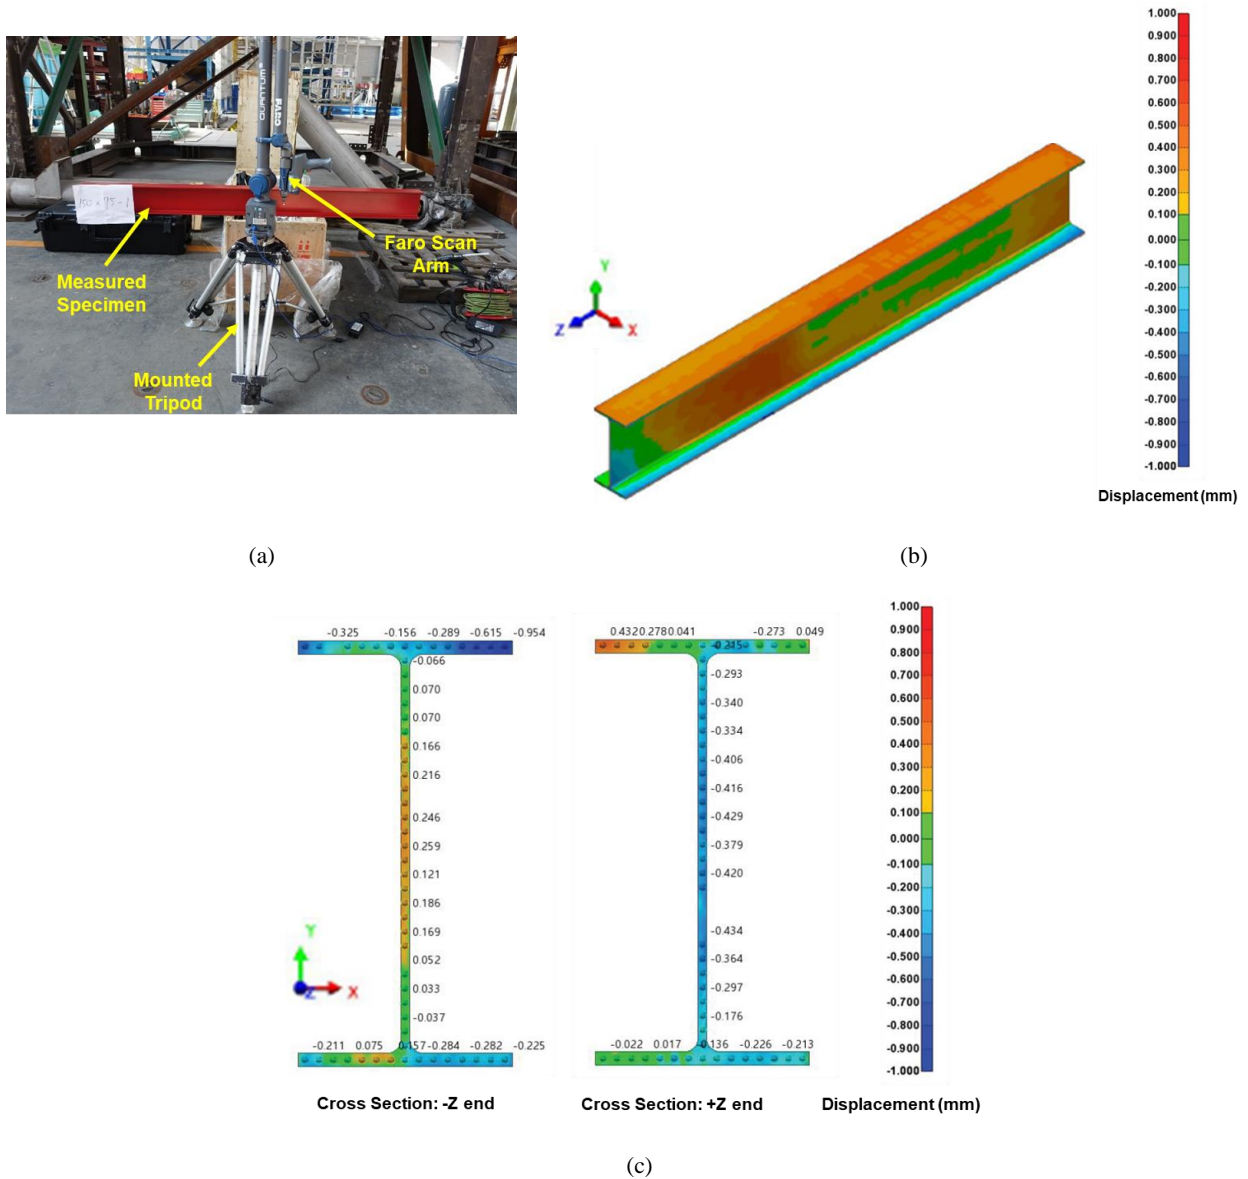 QUANTUM
FARO
150 x 75 - 1
Faro Scan
Arm
Measured
Specimen
Mounted
Tripod
(a)
Y
Z
X
1.000
0.900
0.800
0.700
0.600
0.500
0.400
0.300
0.200
0.100
0.000
-0.100
-0.200
-0.300
-0.400
-0.500
-0.600
-0.700
-0.800
-0.900
-1.000
Displacement (mm)
(b)
-0.325 -0.156 -0.289 -0.615 -0.954
-0.066
0.070
0.070
0.166
0.216
0.246
0.259
0.121
0.186
0.169
0.052
0.033
-0.037
-0.211 0.075 0.157 -0.284 -0.282 -0.225
Y
Z
X
Cross Section: -Z end
0.432 0.278 0.041 -0.215 -0.273 0.049
-0.293
-0.340
-0.334
-0.406
-0.416
-0.429
-0.379
-0.420
-0.434
-0.364
-0.297
-0.176
-0.022 0.017 -0.136 -0.226 -0.213
Cross Section: +Z end
1.000
0.900
0.800
0.700
0.600
0.500
0.400
0.300
0.200
0.100
0.000
-0.100
-0.200
-0.300
-0.400
-0.500
-0.600
-0.700
-0.800
-0.900
-1.000
Displacement (mm)
(c)